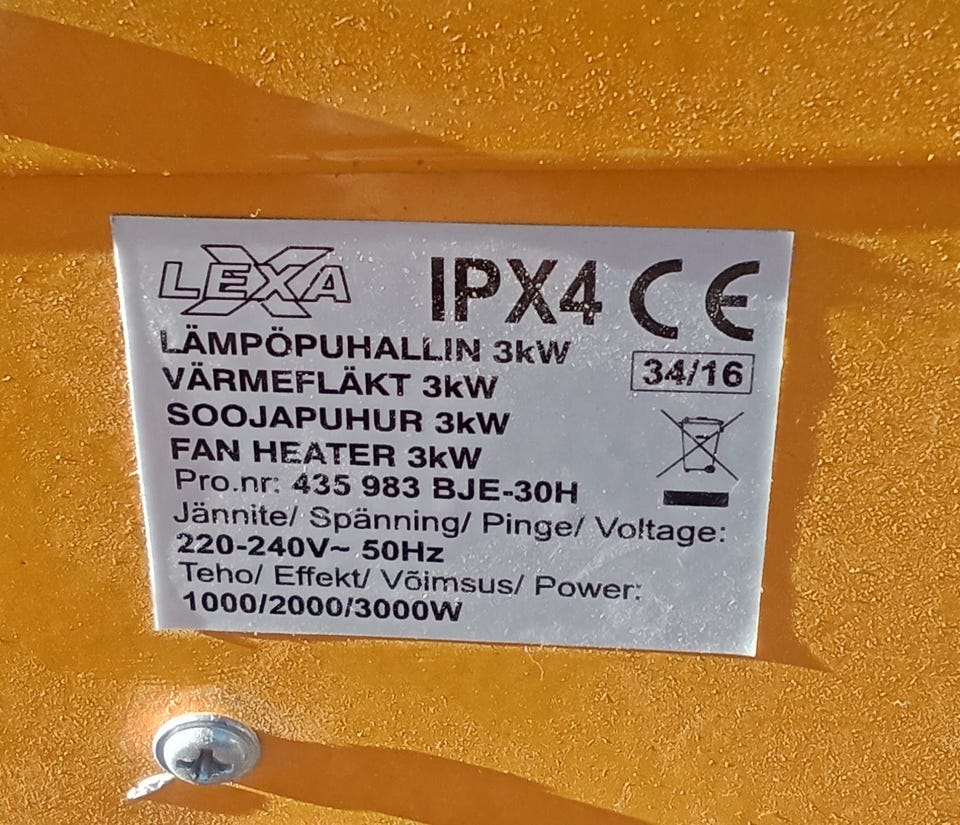 LEXA IPX4 CE
LÄMPÖPUHALLIN 3kW
34/16
VÄRMEFLÄKT 3kW
SOOJAPUHUR 3kW
FAN HEATER 3kW
Pro.nr: 435 983 BJE-30H
Jännite/ Spänning/ Pinge/ Voltage:
220-240V~ 50Hz
Teho/ Effekt/ Võimsus/ Power:
1000/2000/3000W